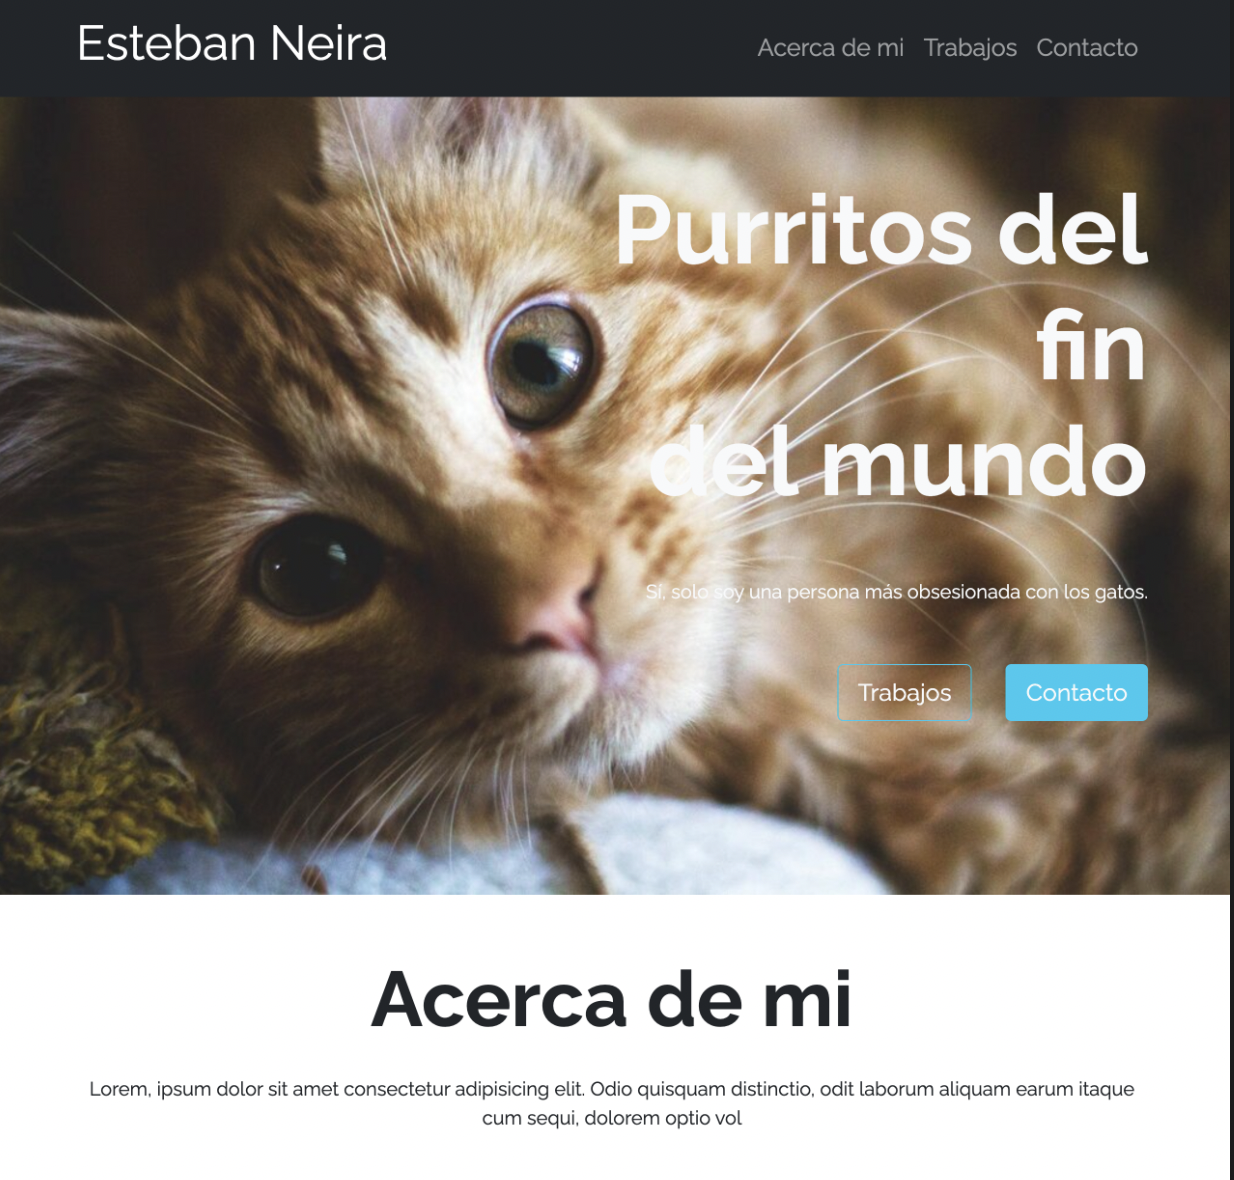 Esteban Neira
Acerca de mi Trabajos Contacto
Purritos del
fin
del mundo
Sí, solo soy una persona más obsesionada con los gatos.
Trabajos Contacto
Acerca de mi
Lorem, ipsum dolor sit amet consectetur adipisicing elit. Odio quisquam distinctio, odit laborum aliquam earum itaque
cum sequi, dolorem optio vol